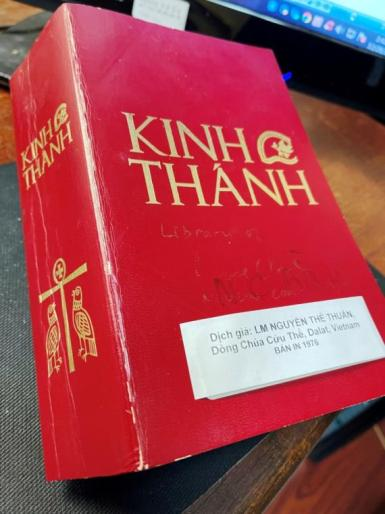 KINH
THÁNH
KINH
THÁNH
Library of
Dịch giả: LM NGUYỄN THẾ THUẤN,
Dòng Chúa Cứu Thế, Dalat, Vietnam
BẢN IN 1976